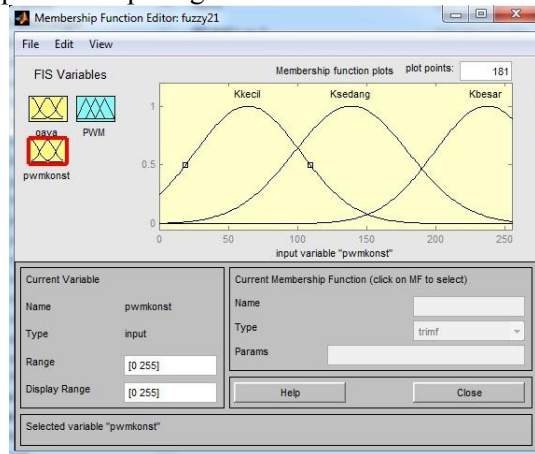 Membership Function Editor: fuzzy21
File Edit View
FIS Variables
gaya
PWM
pwmkonst
Membership function plots
plot points:
181
Kkecil
Ksedang
Kbesar
1
0.5
0
0
50
100
150
200
250
input variable "pwmkonst"
Current Variable
Name
pwmkonst
Type
input
Range
[0 255]
Display Range
[0 255]
Current Membership Function (click on MF to select)
Name
Type
trimf
Params
Help
Close
Selected variable "pwmkonst"